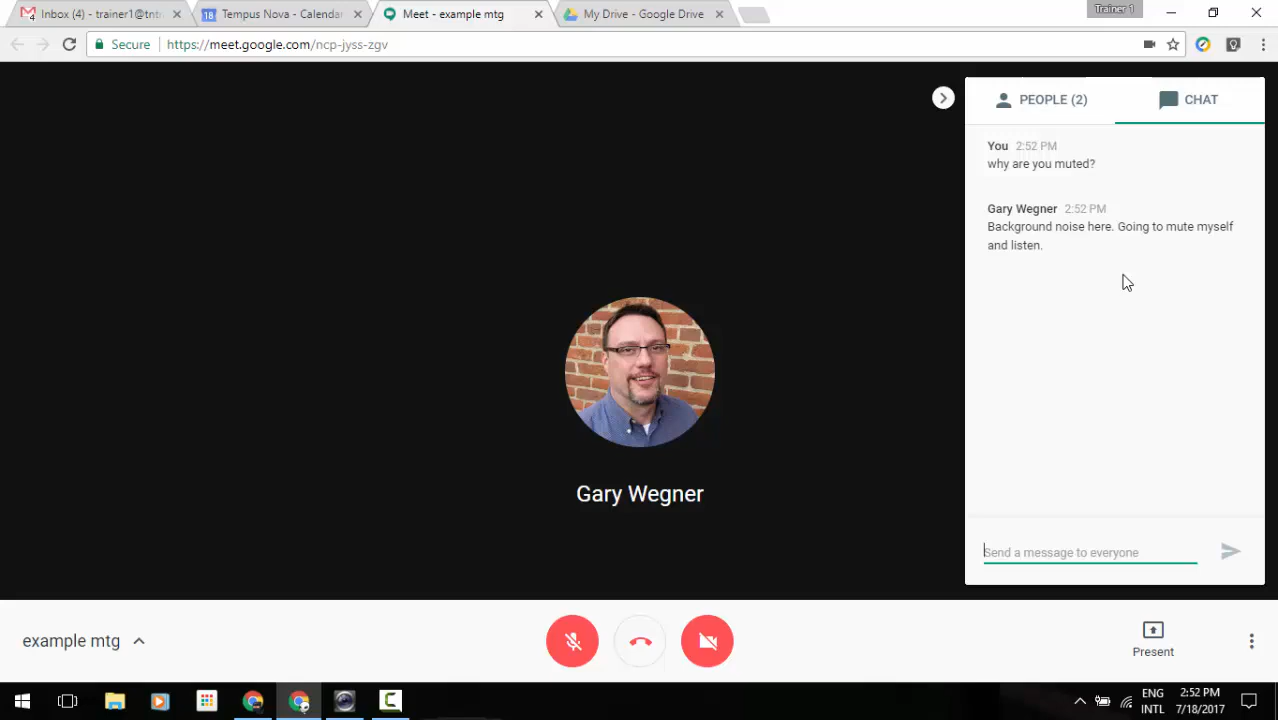 Inbox (4) - trainer1@tntr
Tempus Nova - Calenda
Meet - example mtg
My Drive - Google Drive
Trainer 1
Secure
https://meet.google.com/ncp-jyss-zgv
PEOPLE (2)
CHAT
You 2:52 PM
why are you muted?
Gary Wegner 2:52 PM
Background noise here. Going to mute myself
and listen.
Gary Wegner
Send a message to everyone
example mtg
Present
ENG
INTL
2:52 PM
7/18/2017